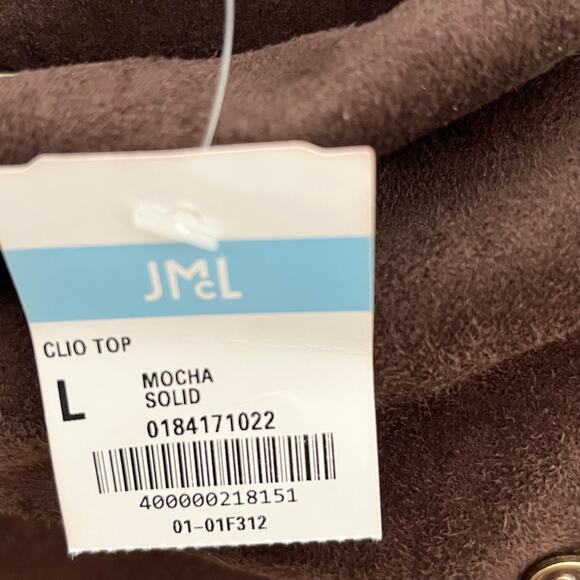 JMcL
CLIO TOP
L
MOCHA
SOLID
0184171022
400000218151
01-01F312